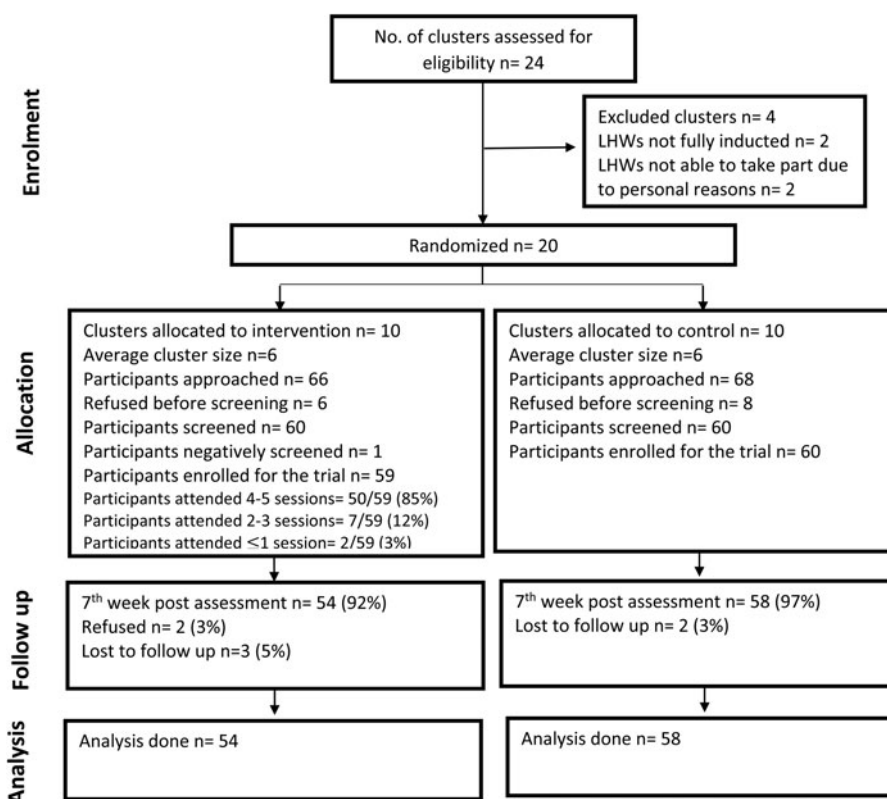 No. of clusters assessed for
eligibility n= 24
Enrolment
Excluded clusters n= 4
LHWs not fully inducted n= 2
LHWs not able to take part due
to personal reasons n= 2
Randomized n= 20
Allocation
Clusters allocated to intervention n= 10
Average cluster size n=6
Participants approached n= 66
Refused before screening n= 6
Participants screened n= 60
Participants negatively screened n= 1
Participants enrolled for the trial n= 59
Participants attended 4-5 sessions= 50/59 (85%)
Participants attended 2-3 sessions= 7/59 (12%)
Participants attended ≤1 session= 2/59 (3%)
Clusters allocated to control n= 10
Average cluster size n=6
Participants approached n= 68
Refused before screening n= 8
Participants screened n= 60
Participants enrolled for the trial n= 60
Follow up
7th week post assessment n= 54 (92%)
Refused n= 2 (3%)
Lost to follow up n=3 (5%)
7th week post assessment n= 58 (97%)
Lost to follow up n= 2 (3%)
Analysis
Analysis done n= 54
Analysis done n= 58